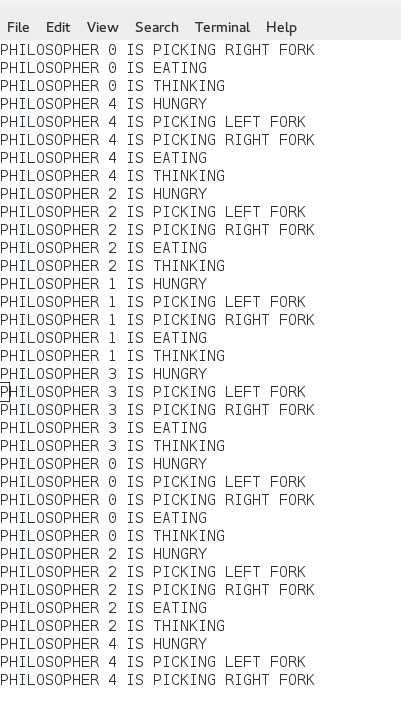 File Edit View Search Terminal Help
PHILOSOPHER 0 IS PICKING RIGHT FORK
PHILOSOPHER 0 IS EATING
PHILOSOPHER 0 IS THINKING
PHILOSOPHER 4 IS HUNGRY
PHILOSOPHER 4 IS PICKING LEFT FORK
PHILOSOPHER 4 IS PICKING RIGHT FORK
PHILOSOPHER 4 IS EATING
PHILOSOPHER 4 IS THINKING
PHILOSOPHER 2 IS HUNGRY
PHILOSOPHER 2 IS PICKING LEFT FORK
PHILOSOPHER 2 IS PICKING RIGHT FORK
PHILOSOPHER 2 IS EATING
PHILOSOPHER 2 IS THINKING
PHILOSOPHER 1 IS HUNGRY
PHILOSOPHER 1 IS PICKING LEFT FORK
PHILOSOPHER 1 IS PICKING RIGHT FORK
PHILOSOPHER 1 IS EATING
PHILOSOPHER 1 IS THINKING
PHILOSOPHER 3 IS HUNGRY
PHILOSOPHER 3 IS PICKING LEFT FORK
PHILOSOPHER 3 IS PICKING RIGHT FORK
PHILOSOPHER 3 IS EATING
PHILOSOPHER 3 IS THINKING
PHILOSOPHER 0 IS HUNGRY
PHILOSOPHER 0 IS PICKING LEFT FORK
PHILOSOPHER 0 IS PICKING RIGHT FORK
PHILOSOPHER 0 IS EATING
PHILOSOPHER 0 IS THINKING
PHILOSOPHER 2 IS HUNGRY
PHILOSOPHER 2 IS PICKING LEFT FORK
PHILOSOPHER 2 IS PICKING RIGHT FORK
PHILOSOPHER 2 IS EATING
PHILOSOPHER 2 IS THINKING
PHILOSOPHER 4 IS HUNGRY
PHILOSOPHER 4 IS PICKING LEFT FORK
PHILOSOPHER 4 IS PICKING RIGHT FORK